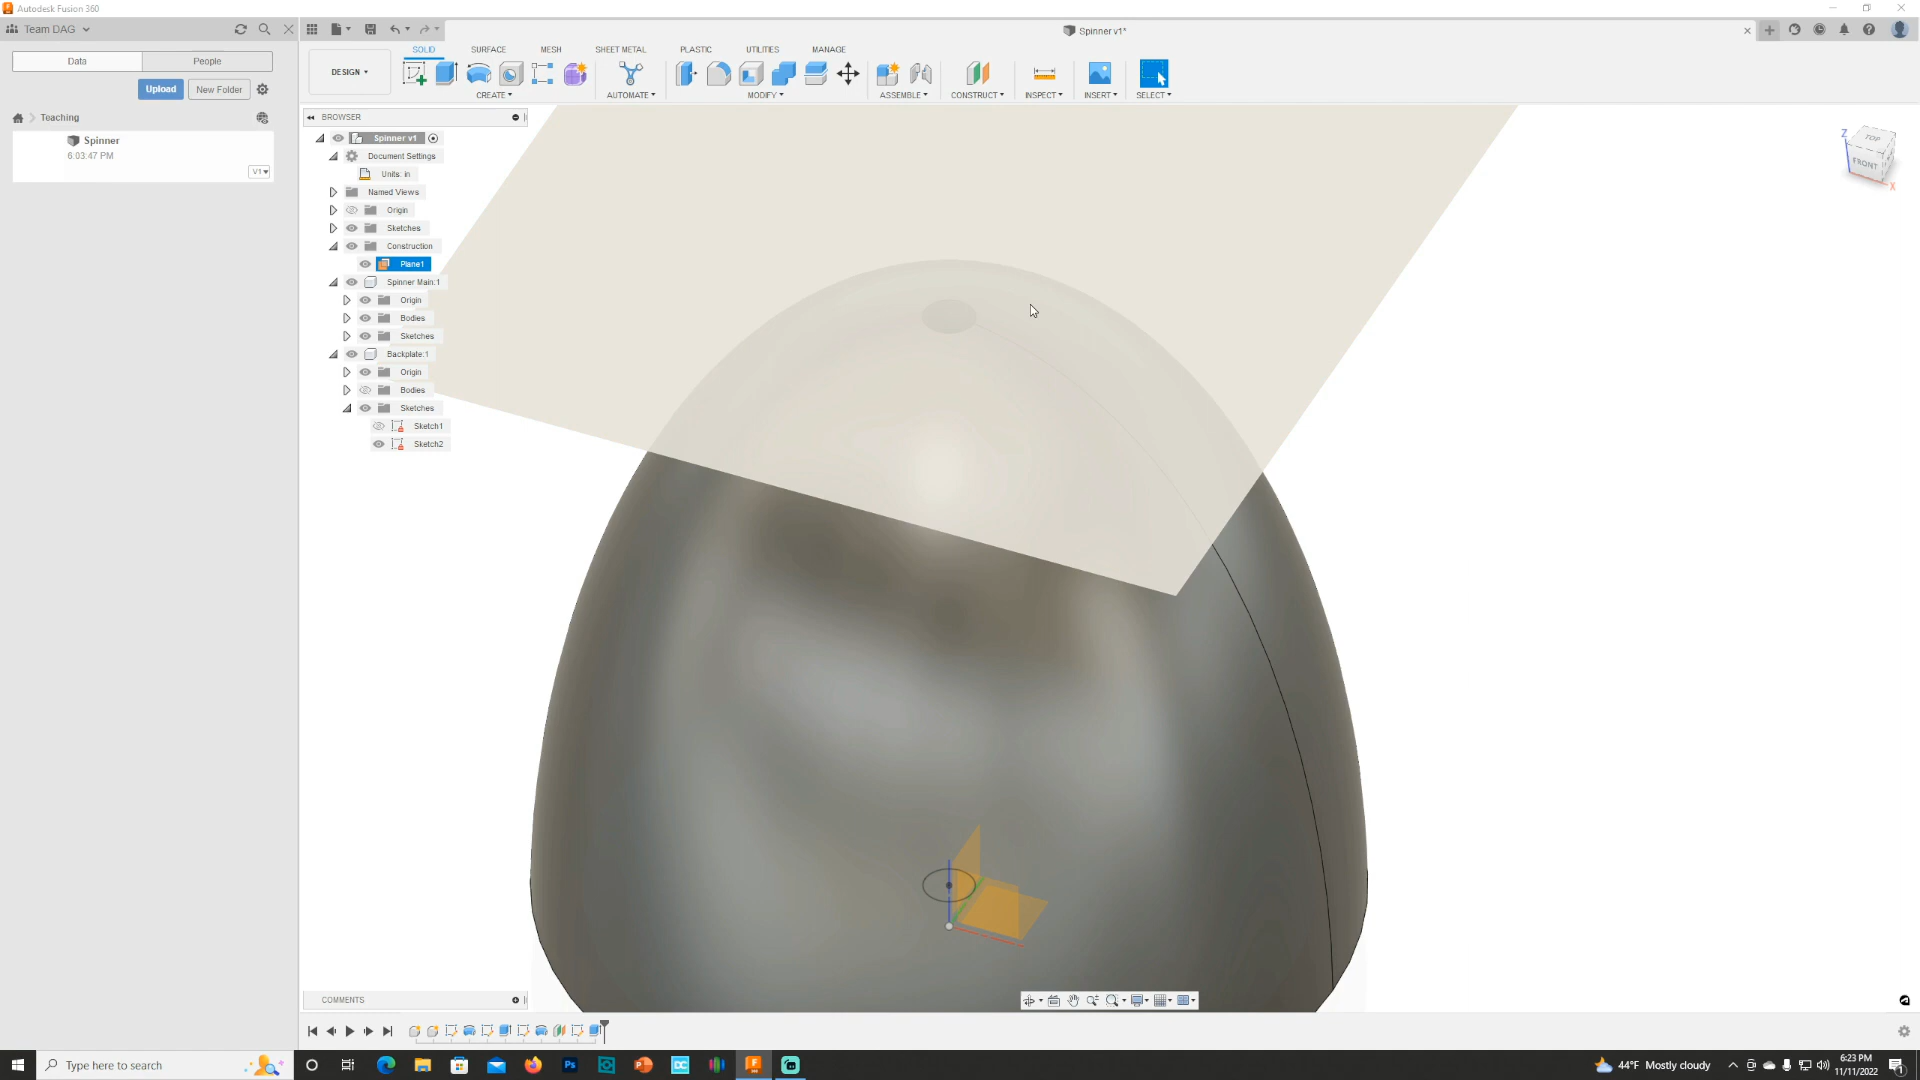 Autodesk Fusion 360
Team DAG
Spinner v1*
Data
People
Upload
New Folder
Teaching
Spinner
6:03:47 PM
V1
DESIGN
SOLID
SURFACE
MESH
SHEET METAL
PLASTIC
UTILITIES
MANAGE
CREATE
AUTOMATE
MODIFY
ASSEMBLE
CONSTRUCT
INSPECT
INSERT
SELECT
BROWSER
Spinner v1
Document Settings
Units: in
Named Views
Origin
Sketches
Construction
Plane1
Spinner Main:1
Origin
Bodies
Sketches
Backplate:1
Origin
Bodies
Sketches
Sketch1
Sketch2
Z
TOP
FRONT
X
COMMENTS
Type here to search
Ps
DC
44°F Mostly cloudy
6:23 PM
11/11/2022
1